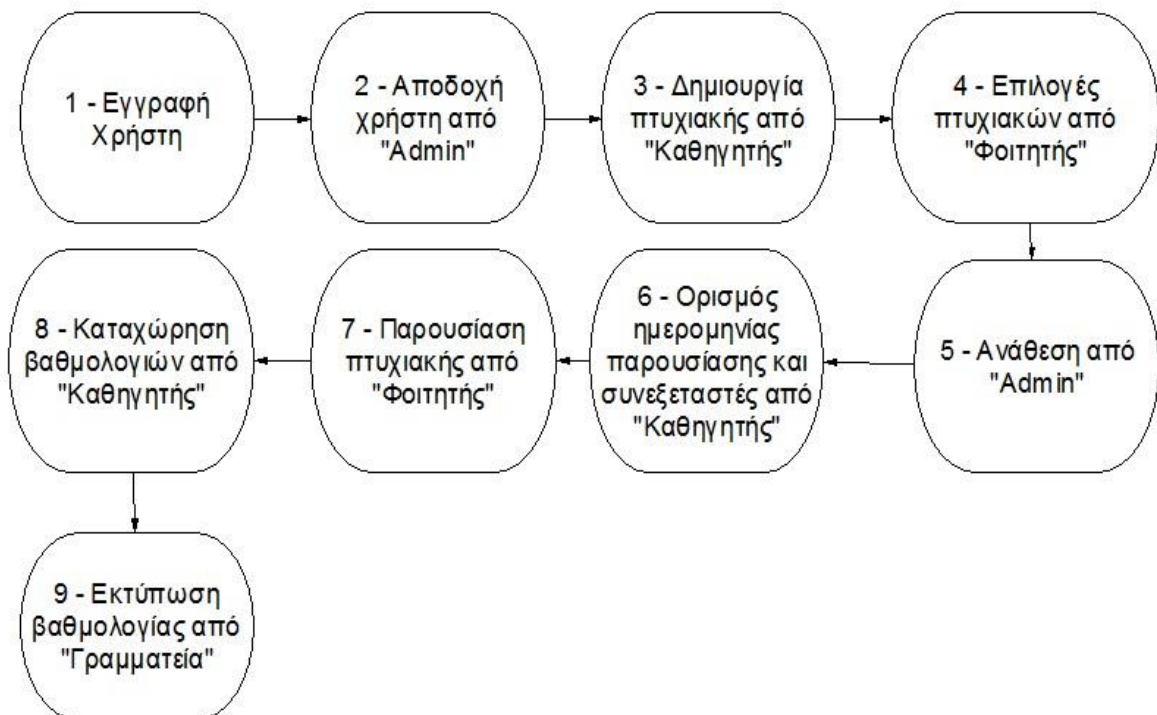 1 - Εγγραφή
Χρήστη
2 - Αποδοχή
χρήστη από
"Admin"
3 - Δημιουργία
πτυχιακής από
"Καθηγητής"
4 - Επιλογές
πτυχιακών από
"Φοιτητής"
5 - Ανάθεση από
"Admin"
6 - Ορισμός
ημερομηνίας
παρουσίασης και
συνεξεταστές από
"Καθηγητής"
7 - Παρουσίαση
πτυχιακής από
"Φοιτητής"
8 - Καταχώρηση
βαθμολογιών από
"Καθηγητής"
9 - Εκτύπωση
βαθμολογίας από
"Γραμματεία"